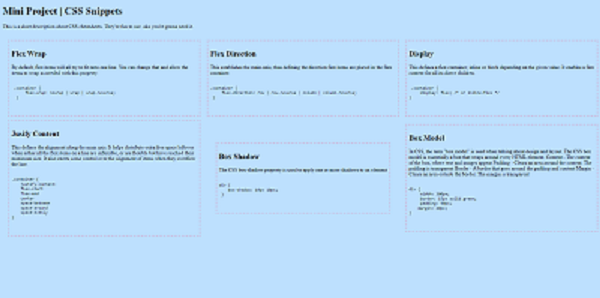 Mini Project | CSS Snippets
This is a short description about CSS
Flex Wrap
By default, flex items will all try to fit onto one line. You can change that and allow the
items to wrap as needed with this property.
.container {
flex-wrap: nowrap | wrap | wrap-reverse;
}
Flex Direction
This establishes the main-axis, thus defining the direction flex items are placed in the flex
container.
.container {
flex-direction: row | row-reverse | column | column-reverse;
}
Display
This defines a flex container; inline or block depending on the given value. It enables a flex
context for all its direct children.
.container {
display: flex; /* or inline-flex */
}
Justify Content
This defines the alignment along the main axis. It helps distribute extra free space leftover
when either all the flex items on a line are inflexible, or are flexible but have reached their
maximum size. It also exerts some control over the alignment of items when they overflow
the line.
.container {
justify-content:
flex-start
flex-end
center
space-between
space-around
space-evenly
}
Box Shadow
The CSS box-shadow property is used to apply one or more shadows to an element
div {
box-shadow: 10px 10px;
}
Box Model
In CSS, the term "box model" is used when talking about design and layout. The CSS box
model is essentially a box that wraps around every HTML element. Content - The content
of the box, where text and images appear Padding - Clears an area around the content. The
padding is transparent Border - A border that goes around the padding and content Margin -
Clears an area outside the border. The margin is transparent
div {
width: 300px;
border: 15px solid green;
padding: 50px;
margin: 20px;
}